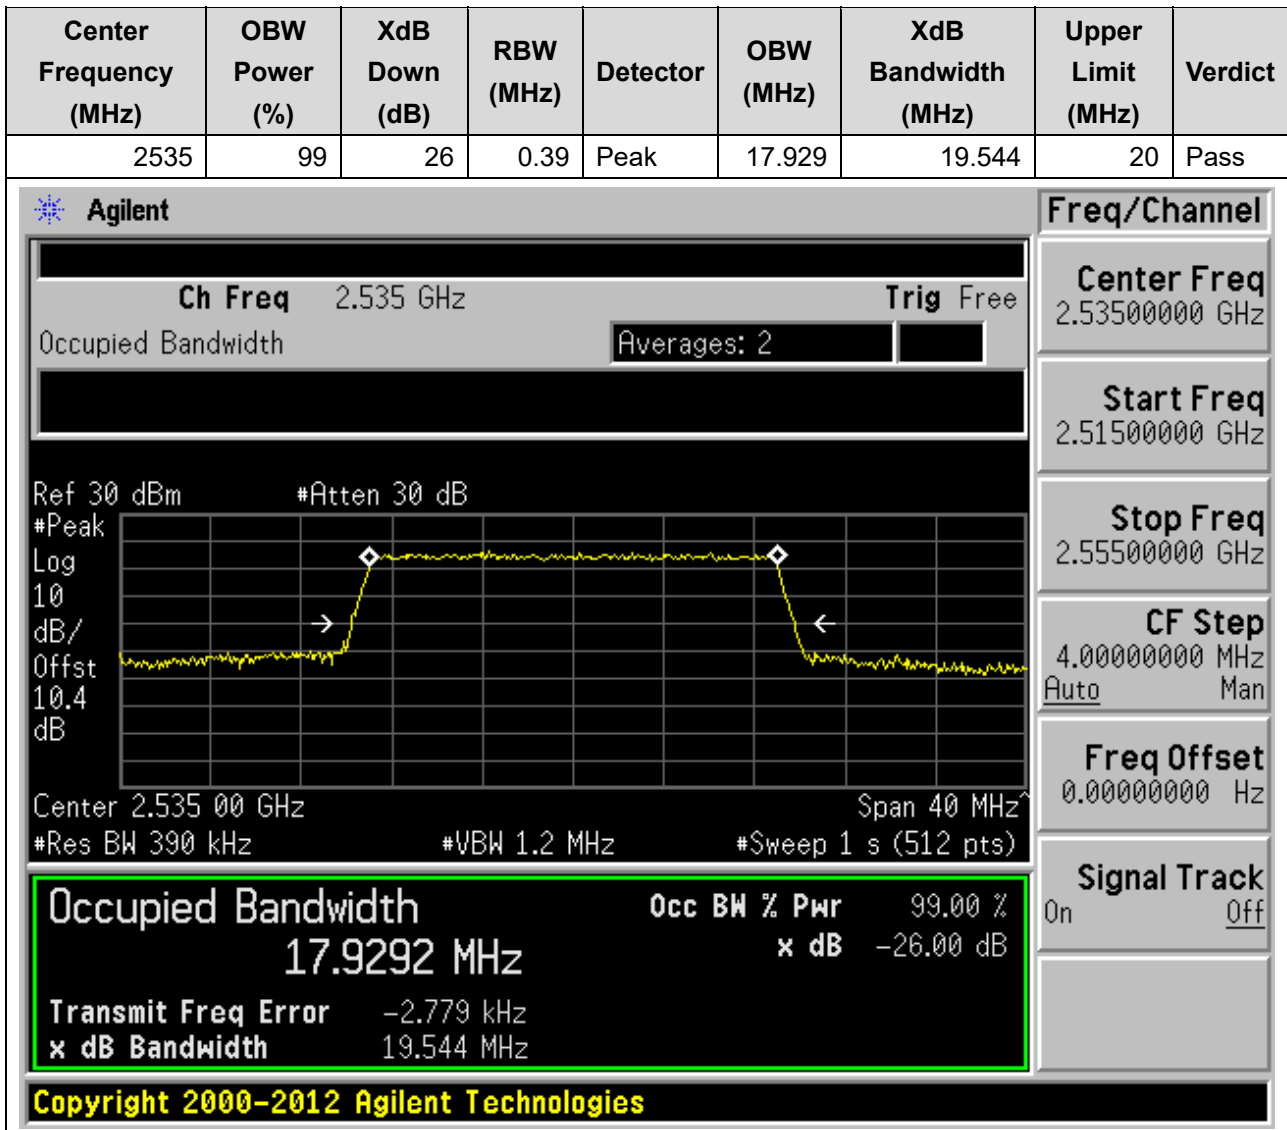 Center Frequency (MHz) OBW Power (%) XdB Down (dB) RBW (MHz) Detector OBW (MHz) XdB Bandwidth (MHz) Upper Limit (MHz) Verdict
2535 99 26 0.39 Peak 17.929 19.544 20 Pass
Agilent
Freq/Channel
Ch Freq 2.535 GHz Trig Free
Occupied Bandwidth Averages: 2
Center Freq
2.53500000 GHz
Start Freq
2.51500000 GHz
Stop Freq
2.55500000 GHz
CF Step
4.00000000 MHz
Auto Man
Freq Offset
0.00000000 Hz
Signal Track
On Off
Ref 30 dBm #Atten 30 dB
#Peak
Log
10
dB/
Offst
10.4
dB
Center 2.535 00 GHz Span 40 MHz^
#Res BW 390 kHz #VBW 1.2 MHz #Sweep 1 s (512 pts)
Occupied Bandwidth Occ BW % Pwr 99.00 %
17.9292 MHz x dB -26.00 dB
Transmit Freq Error -2.779 kHz
x dB Bandwidth 19.544 MHz
Copyright 2000-2012 Agilent Technologies